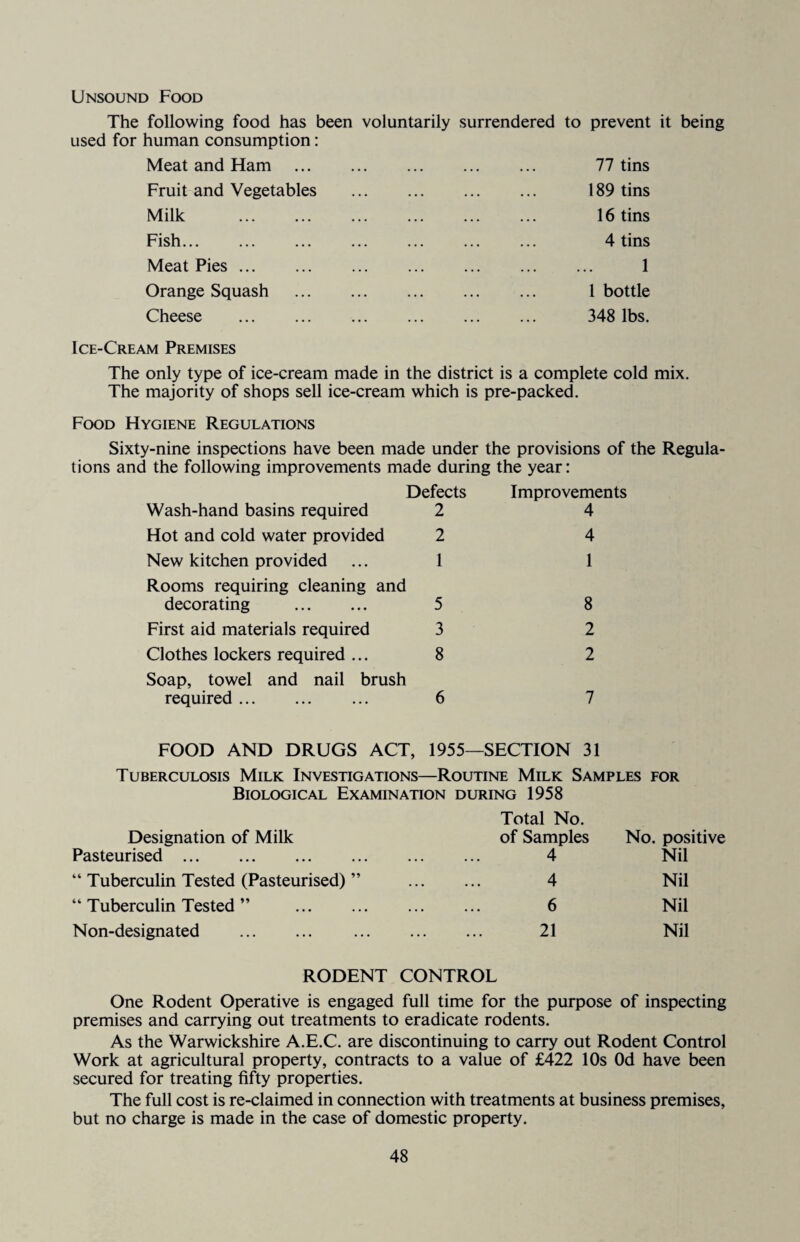 Unsound Food
The following food has been voluntarily surrendered to prevent it being
used for human consumption:
Meat and Ham ... ... ... ... ... 77 tins
Fruit and Vegetables ... ... ... ... 189 tins
Milk ... ... ... ... ... ... 16 tins
Fish... ... ... ... ... ... ... 4 tins
Meat Pies ... ... ... ... ... ... ... 1
Orange Squash ... ... ... ... ... 1 bottle
Cheese ... ... ... ... ... ... 348 lbs.
Ice-Cream Premises
The only type of ice-cream made in the district is a complete cold mix.
The majority of shops sell ice-cream which is pre-packed.
Food Hygiene Regulations
Sixty-nine inspections have been made under the provisions of the Regula-
tions and the following improvements made during the year:
Defects Improvements
Wash-hand basins required 2 4
Hot and cold water provided 2 4
New kitchen provided ... 1 1
Rooms requiring cleaning and
decorating ... ... 5 8
First aid materials required 3 2
Clothes lockers required ... 8 2
Soap, towel and nail brush
required ... ... ... 6 7
FOOD AND DRUGS ACT, 1955—SECTION 31
Tuberculosis Milk Investigations—Routine Milk Samples for
Biological Examination during 1958
Total No.
Designation of Milk of Samples No. positive
Pasteurised ... ... ... ... ... ... 4 Nil
“ Tuberculin Tested (Pasteurised) ” ... ... 4 Nil
“ Tuberculin Tested ” ... ... ... ... 6 Nil
Non-designated ... ... ... ... ... 21 Nil
RODENT CONTROL
One Rodent Operative is engaged full time for the purpose of inspecting
premises and carrying out treatments to eradicate rodents.
As the Warwickshire A.E.C. are discontinuing to carry out Rodent Control
Work at agricultural property, contracts to a value of £422 10s 0d have been
secured for treating fifty properties.
The full cost is re-claimed in connection with treatments at business premises,
but no charge is made in the case of domestic property.
48